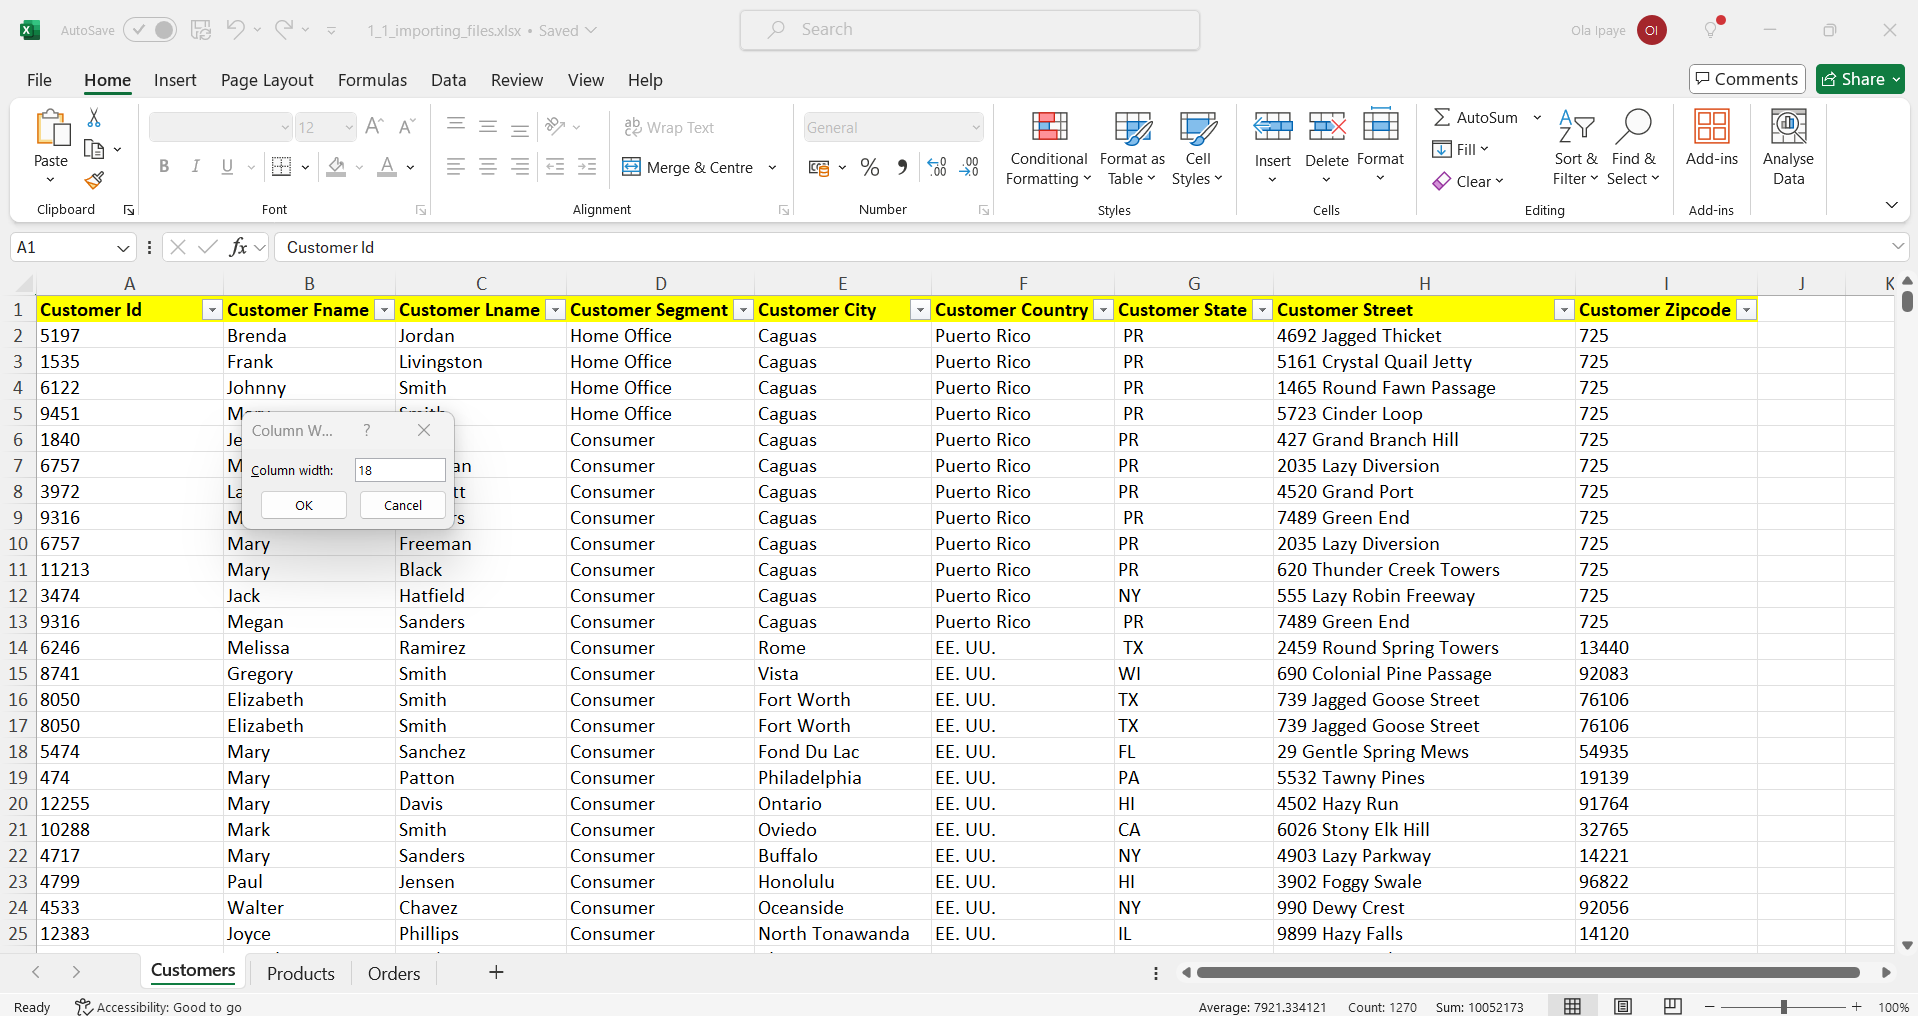 AutoSave 1_1_importing_files.xlsx • Saved Search Ola Ipaye OI
File Home Insert Page Layout Formulas Data Review View Help Comments Share
Paste
Clipboard
12
B I U A
Font
Wrap Text
Merge & Centre
Alignment
General
% , .00 .00
Number
Conditional Formatting
Format as Table
Cell Styles
Styles
Insert
Delete
Format
Cells
AutoSum
Fill
Clear
Sort & Filter
Find & Select
Editing
Add-ins
Add-ins
Analyse Data
A1 fx Customer Id
A B C D E F G H I J K
1 Customer Id Customer Fname Customer Lname Customer Segment Customer City Customer Country Customer State Customer Street Customer Zipcode
2 5197 Brenda Jordan Home Office Caguas Puerto Rico PR 4692 Jagged Thicket 725
3 1535 Frank Livingston Home Office Caguas Puerto Rico PR 5161 Crystal Quail Jetty 725
4 6122 Johnny Smith Home Office Caguas Puerto Rico PR 1465 Round Fawn Passage 725
5 9451 Mary Smith Home Office Caguas Puerto Rico PR 5723 Cinder Loop 725
6 1840 Je Consumer Caguas Puerto Rico PR 427 Grand Branch Hill 725
7 6757 M an Consumer Caguas Puerto Rico PR 2035 Lazy Diversion 725
8 3972 La tt Consumer Caguas Puerto Rico PR 4520 Grand Port 725
9 9316 M rs Consumer Caguas Puerto Rico PR 7489 Green End 725
10 6757 Mary Freeman Consumer Caguas Puerto Rico PR 2035 Lazy Diversion 725
11 11213 Mary Black Consumer Caguas Puerto Rico PR 620 Thunder Creek Towers 725
12 3474 Jack Hatfield Consumer Caguas Puerto Rico NY 555 Lazy Robin Freeway 725
13 9316 Megan Sanders Consumer Caguas Puerto Rico PR 7489 Green End 725
14 6246 Melissa Ramirez Consumer Rome EE. UU. TX 2459 Round Spring Towers 13440
15 8741 Gregory Smith Consumer Vista EE. UU. WI 690 Colonial Pine Passage 92083
16 8050 Elizabeth Smith Consumer Fort Worth EE. UU. TX 739 Jagged Goose Street 76106
17 8050 Elizabeth Smith Consumer Fort Worth EE. UU. TX 739 Jagged Goose Street 76106
18 5474 Mary Sanchez Consumer Fond Du Lac EE. UU. FL 29 Gentle Spring Mews 54935
19 474 Mary Patton Consumer Philadelphia EE. UU. PA 5532 Tawny Pines 19139
20 12255 Mary Davis Consumer Ontario EE. UU. HI 4502 Hazy Run 91764
21 10288 Mark Smith Consumer Oviedo EE. UU. CA 6026 Stony Elk Hill 32765
22 4717 Mary Sanders Consumer Buffalo EE. UU. NY 4903 Lazy Parkway 14221
23 4799 Paul Jensen Consumer Honolulu EE. UU. HI 3902 Foggy Swale 96822
24 4533 Walter Chavez Consumer Oceanside EE. UU. NY 990 Dewy Crest 92056
25 12383 Joyce Phillips Consumer North Tonawanda EE. UU. IL 9899 Hazy Falls 14120
Column W... ?
Column width: 18
OK Cancel
Customers Products Orders
Ready Accessibility: Good to go Average: 7921.334121 Count: 1270 Sum: 10052173 100%